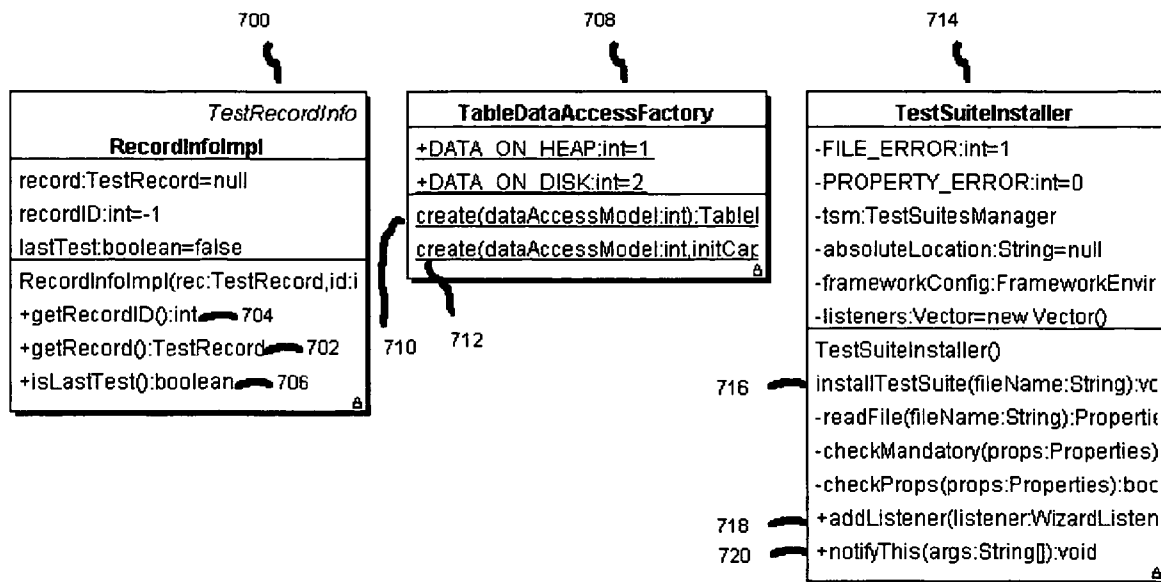 700
TestRecordInfo
RecordInfoImpl
record:TestRecord=null
recordID:int=-1
lastTest:boolean=false
RecordInfoImpl(rec:TestRecord,id:i
+getRecordID():int 704
+getRecord():TestRecord 702
+isLastTest():boolean 706
708
TableDataAccessFactory
+DATA_ON_HEAP:int=1
+DATA_ON_DISK:int=2
create(dataAccessModel:int):Tablel
create(dataAccessModel:int,initCap
710
712
714
TestSuiteInstaller
-FILE_ERROR:int=1
-PROPERTY_ERROR:int=0
-tsm:TestSuitesManager
-absoluteLocation:String=null
-frameworkConfig:FrameworkEnvir
-listeners:Vector=new Vector()
TestSuiteInstaller()
716 installTestSuite(fileName:String):vc
-readFile(fileName:String):Propertie
-checkMandatory(props:Properties)
-checkProps(props:Properties):boc
718 +addListener(listener:WizardListen
720 +notifyThis(args:String[]):void